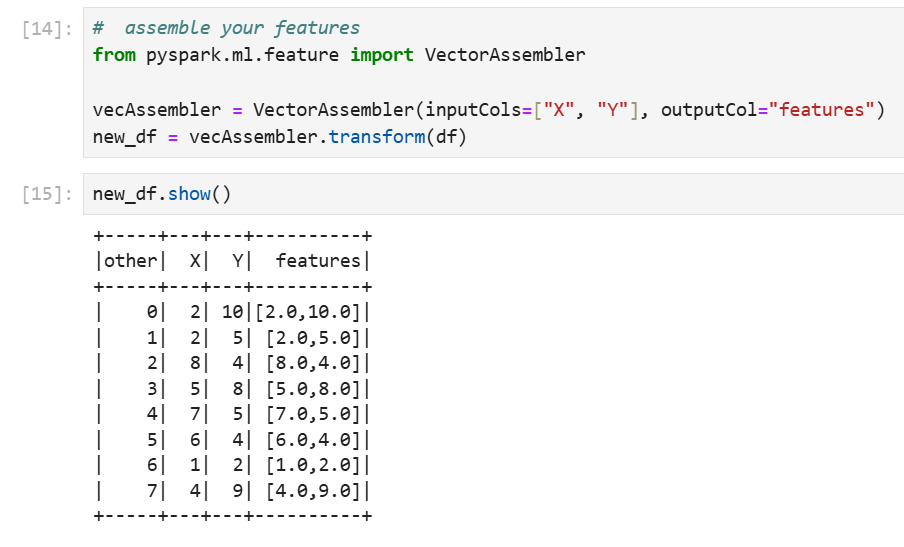 [14]: #  assemble your features
from pyspark.ml.feature import VectorAssembler
vecAssembler = VectorAssembler(inputCols=["X", "Y"], outputCol="features")
new_df = vecAssembler.transform(df)
[15]: new_df.show()
+-----+---+---+----------+
|other|  X|  Y|  features|
+-----+---+---+----------+
|    0|  2| 10|[2.0,10.0]|
|    1|  2|  5| [2.0,5.0]|
|    2|  8|  4| [8.0,4.0]|
|    3|  5|  8| [5.0,8.0]|
|    4|  7|  5| [7.0,5.0]|
|    5|  6|  4| [6.0,4.0]|
|    6|  1|  2| [1.0,2.0]|
|    7|  4|  9| [4.0,9.0]|
+-----+---+---+----------+